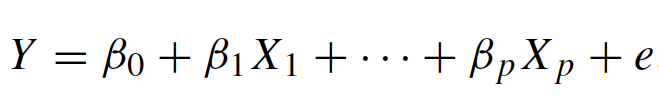 Y = β₀ + β₁X₁ + · · · + βₚXₚ + e.